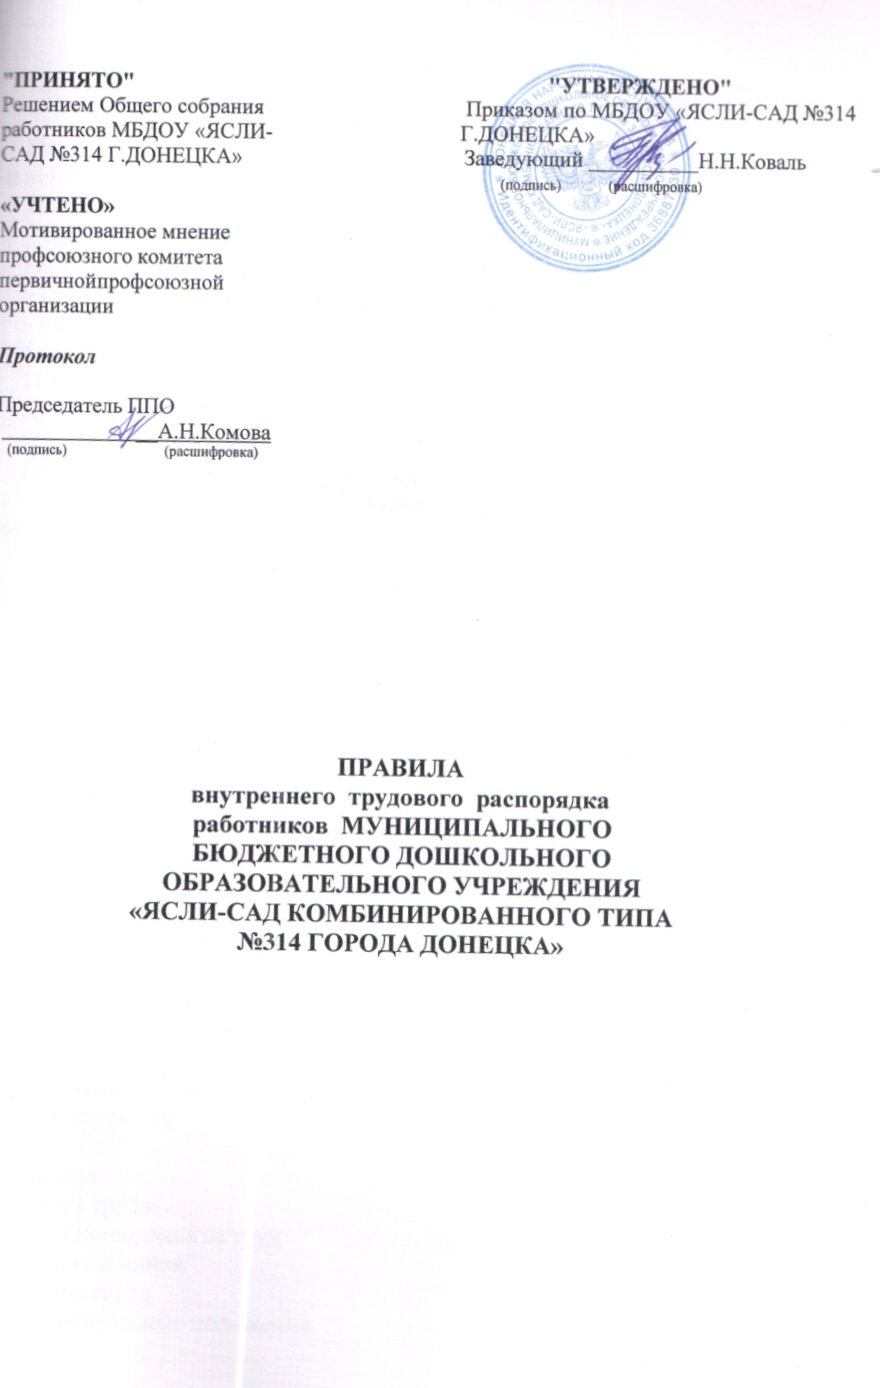 "ПРИНЯТО"
Решением Общего собрания
работников МБДОУ «ЯСЛИ-
САД №314 Г.ДОНЕЦКА»
«УЧТЕНО»
Мотивированное мнение
профсоюзного комитета
первичнойпрофсоюзной
организации
Протокол
Председатель ППО
А.Н.Комова
(подпись) (расшифровка)
"УТВЕРЖДЕНО"
Приказом по МБДОУ «ЯСЛИ-САД №314
Г.ДОНЕЦКА»
Заведующий Н.Н.Коваль
(подпись) (расшифровка)
Идентификационный код
ПРАВИЛА
внутреннего трудового распорядка
работников МУНИЦИПАЛЬНОГО
БЮДЖЕТНОГО ДОШКОЛЬНОГО
ОБРАЗОВАТЕЛЬНОГО УЧРЕЖДЕНИЯ
«ЯСЛИ-САД КОМБИНИРОВАННОГО ТИПА
№314 ГОРОДА ДОНЕЦКА»